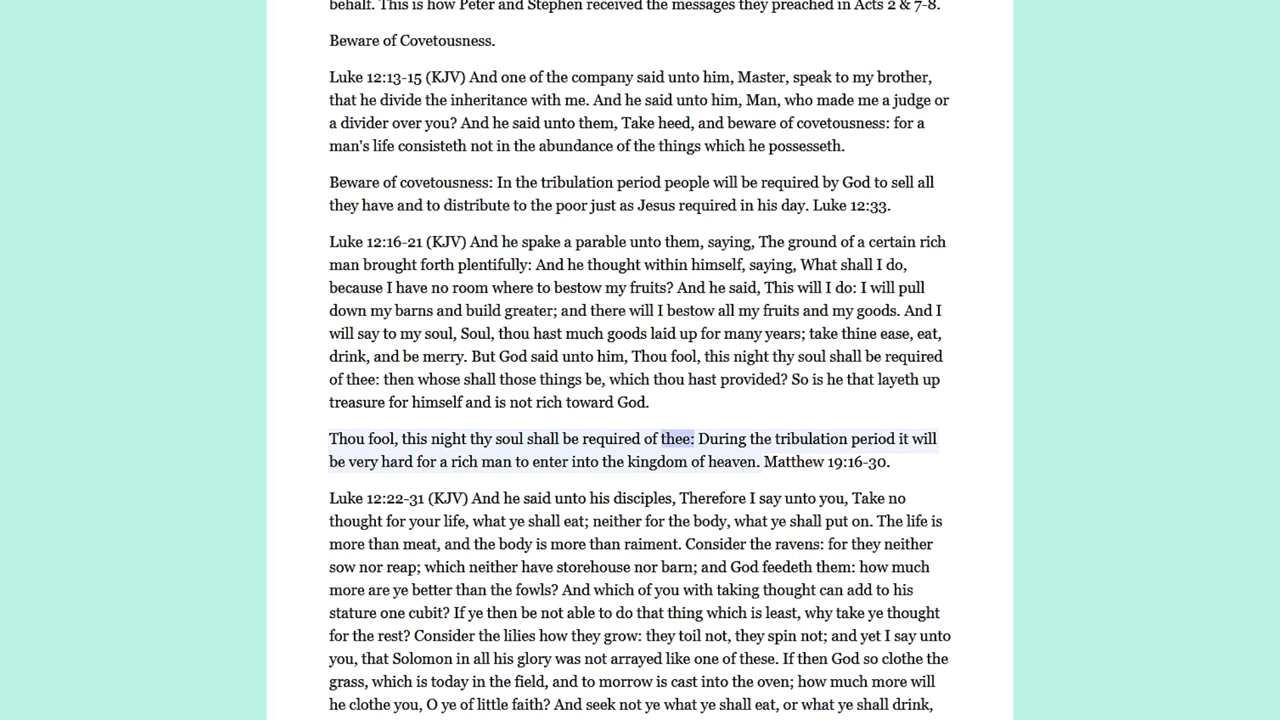 behalf. This is how Peter and Stephen received the messages they preached in Acts 2 & 7-8.
Beware of Covetousness.
Luke 12:13-15 (KJV) And one of the company said unto him, Master, speak to my brother,
that he divide the inheritance with me. And he said unto him, Man, who made me a judge or
a divider over you? And he said unto them, Take heed, and beware of covetousness: for a
man's life consisteth not in the abundance of the things which he possesseth.
Beware of covetousness: In the tribulation period people will be required by God to sell all
they have and to distribute to the poor just as Jesus required in his day. Luke 12:33.
Luke 12:16-21 (KJV) And he spake a parable unto them, saying, The ground of a certain rich
man brought forth plentifully: And he thought within himself, saying, What shall I do,
because I have no room where to bestow my fruits? And he said, This will I do: I will pull
down my barns and build greater; and there will I bestow all my fruits and my goods. And I
will say to my soul, Soul, thou hast much goods laid up for many years; take thine ease, eat,
drink, and be merry. But God said unto him, Thou fool, this night thy soul shall be required
of thee: then whose shall those things be, which thou hast provided? So is he that layeth up
treasure for himself and is not rich toward God.
Thou fool, this night thy soul shall be required of thee: During the tribulation period it will
be very hard for a rich man to enter into the kingdom of heaven. Matthew 19:16-30.
Luke 12:22-31 (KJV) And he said unto his disciples, Therefore I say unto you, Take no
thought for your life, what ye shall eat; neither for the body, what ye shall put on. The life is
more than meat, and the body is more than raiment. Consider the ravens: for they neither
sow nor reap; which neither have storehouse nor barn; and God feedeth them: how much
more are ye better than the fowls? And which of you with taking thought can add to his
stature one cubit? If ye then be not able to do that thing which is least, why take ye thought
for the rest? Consider the lilies how they grow: they toil not, they spin not; and yet I say unto
you, that Solomon in all his glory was not arrayed like one of these. If then God so clothe the
grass, which is today in the field, and to morrow is cast into the oven; how much more will
he clothe you, O ye of little faith? And seek not ye what ye shall eat, or what ye shall drink,